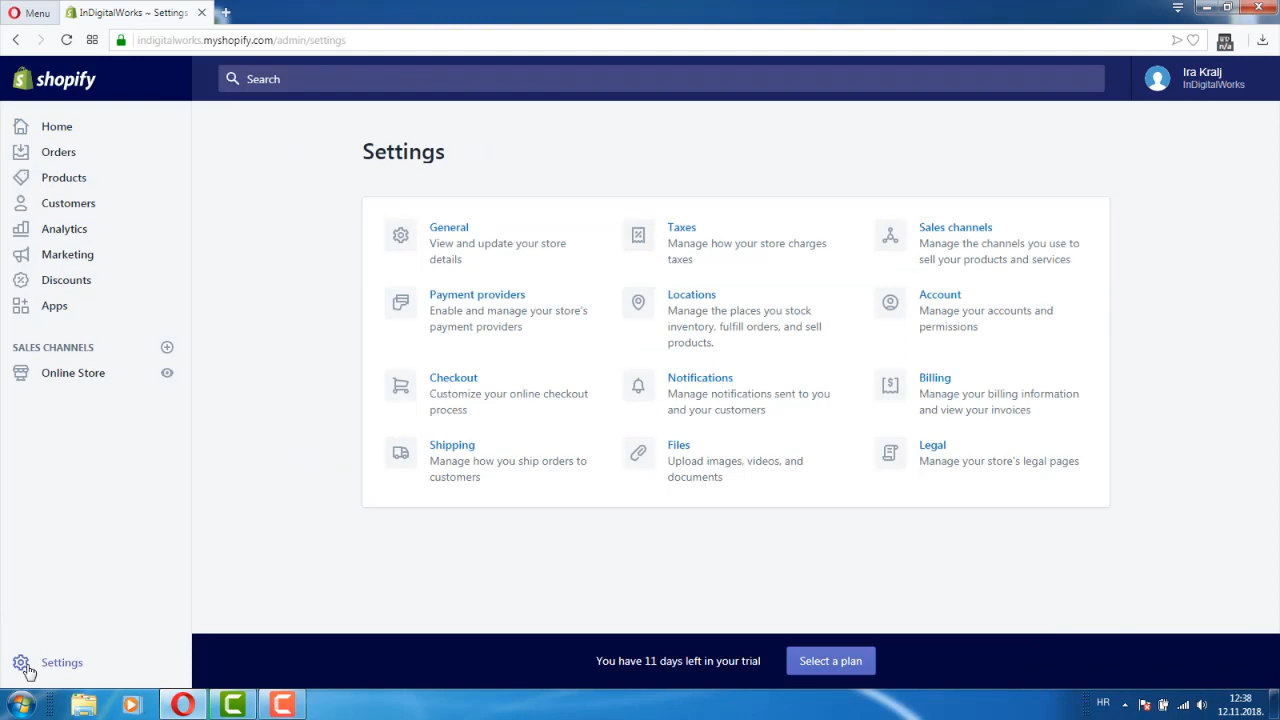 Menu
InDigitalWorks ~ Settings
indigitalworks.myshopify.com/admin/settings
n/a
shopify
Search
Ira Kralj
InDigitalWorks
Home
Orders
Products
Customers
Analytics
Marketing
Discounts
Apps
SALES CHANNELS
Online Store
Settings
Settings
General
View and update your store
details
Taxes
Manage how your store charges
taxes
Sales channels
Manage the channels you use to
sell your products and services
Payment providers
Enable and manage your store's
payment providers
Locations
Manage the places you stock
inventory, fulfill orders, and sell
products.
Account
Manage your accounts and
permissions
Checkout
Customize your online checkout
process
Notifications
Manage notifications sent to you
and your customers
Billing
Manage your billing information
and view your invoices
Shipping
Manage how you ship orders to
customers
Files
Upload images, videos, and
documents
Legal
Manage your store's legal pages
You have 11 days left in your trial
Select a plan
HR
12:38
12.11.2018.